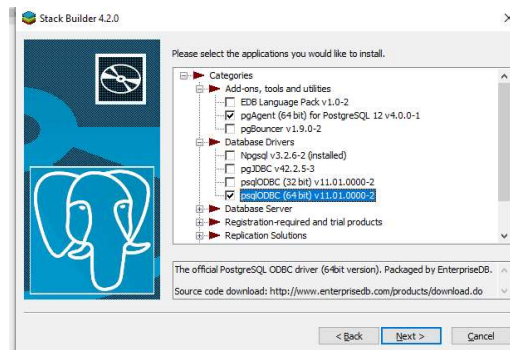 Stack Builder 4.2.0
Please select the applications you would like to install.
Categories
Add-ons, tools and utilities
EDB Language Pack v1.0-2
pgAgent (64 bit) for PostgreSQL 12 v4.0.0-1
pgBouncer v1.9.0-2
Database Drivers
Npgsql v3.2.6-2 (installed)
pgJDBC v42.2.5-3
psqlODBC (32 bit) v11.01.0000-2
psqlODBC (64 bit) v11.01.0000-2
Database Server
Registration-required and trial products
Replication Solutions
The official PostgreSQL ODBC driver (64bit version). Packaged by EnterpriseDB.
Source code download: http://www.enterprisedb.com/products/download.do
< Back
Next >
Cancel